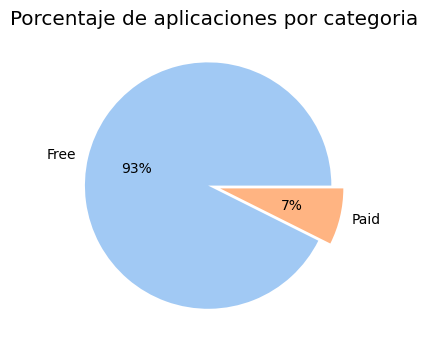 Porcentaje de aplicaciones por categoria
Free
93%
7%
Paid